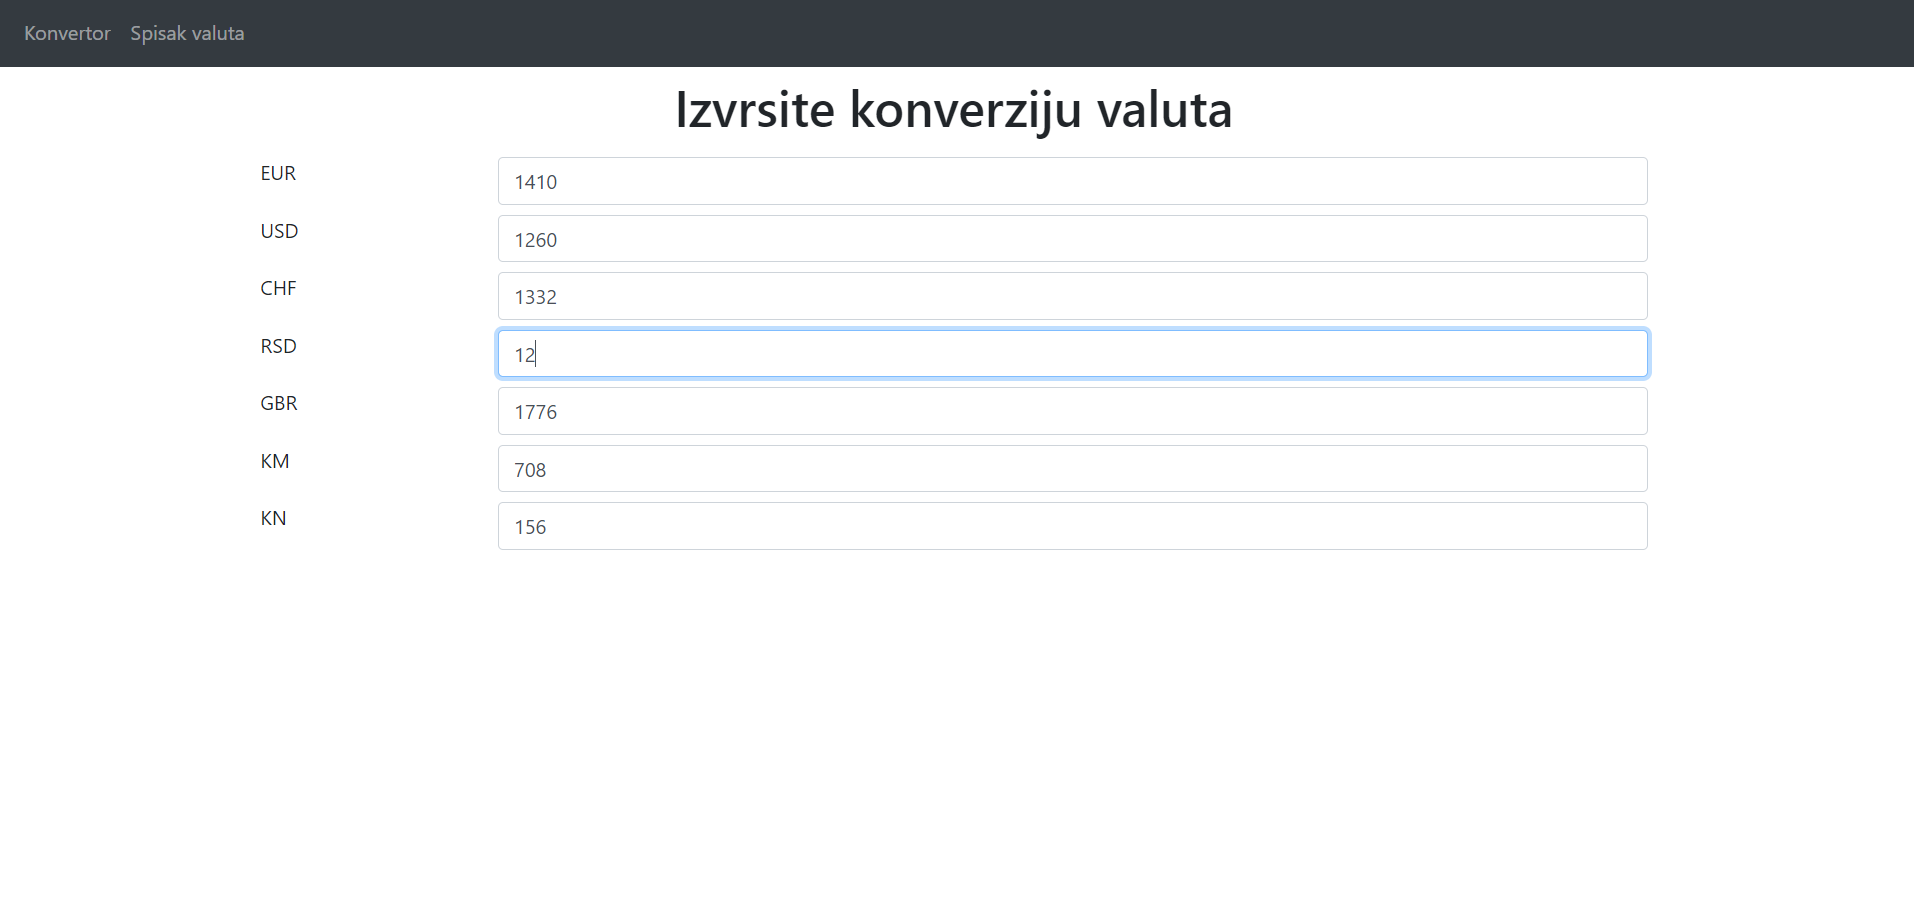 Konvertor Spisak valuta
Izvrsite konverziju valuta
EUR 1410
USD 1260
CHF 1332
RSD 12
GBR 1776
KM 708
KN 156